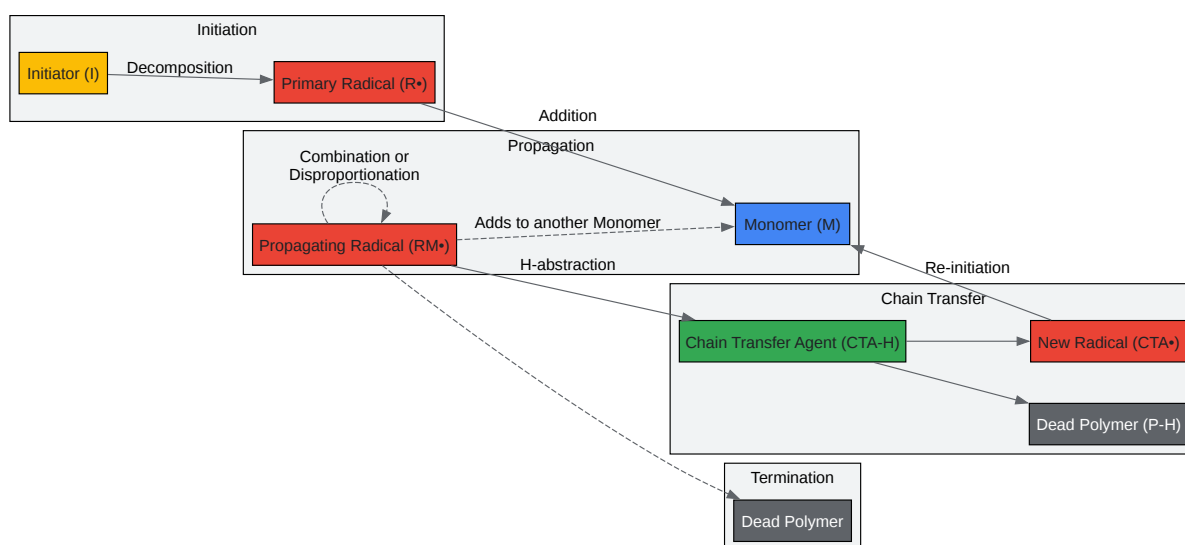 Initiation
Initiator (I)
Decomposition
Primary Radical (R•)
Addition
Propagation
Combination or
Disproportionation
Propagating Radical (RM•)
Adds to another Monomer
Monomer (M)
H-abstraction
Re-initiation
Chain Transfer
Chain Transfer Agent (CTA-H)
New Radical (CTA•)
Dead Polymer (P-H)
Termination
Dead Polymer